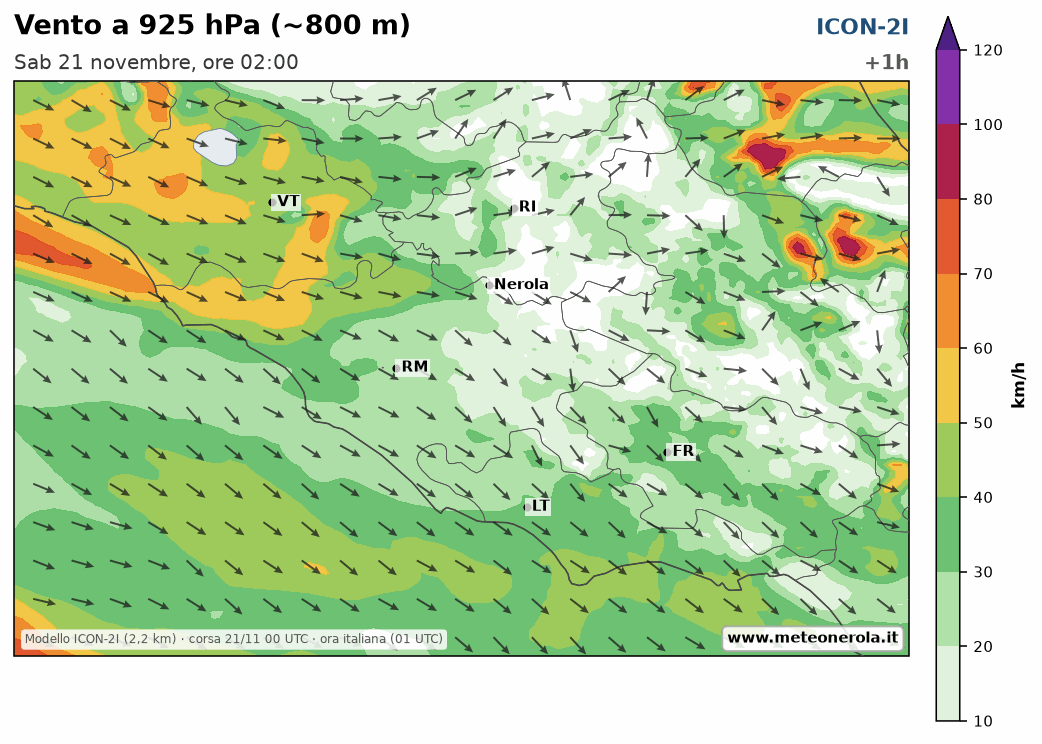 Vento a 925 hPa (~800 m)
ICON-2I
Sab 21 novembre, ore 02:00
+1h
120
100
80
70
60
50
40
30
20
10
km/h
VT
RI
Nerola
RM
FR
LT
Modello ICON-2I (2,2 km) · corsa 21/11 00 UTC · ora italiana (01 UTC)
www.meteonerola.it